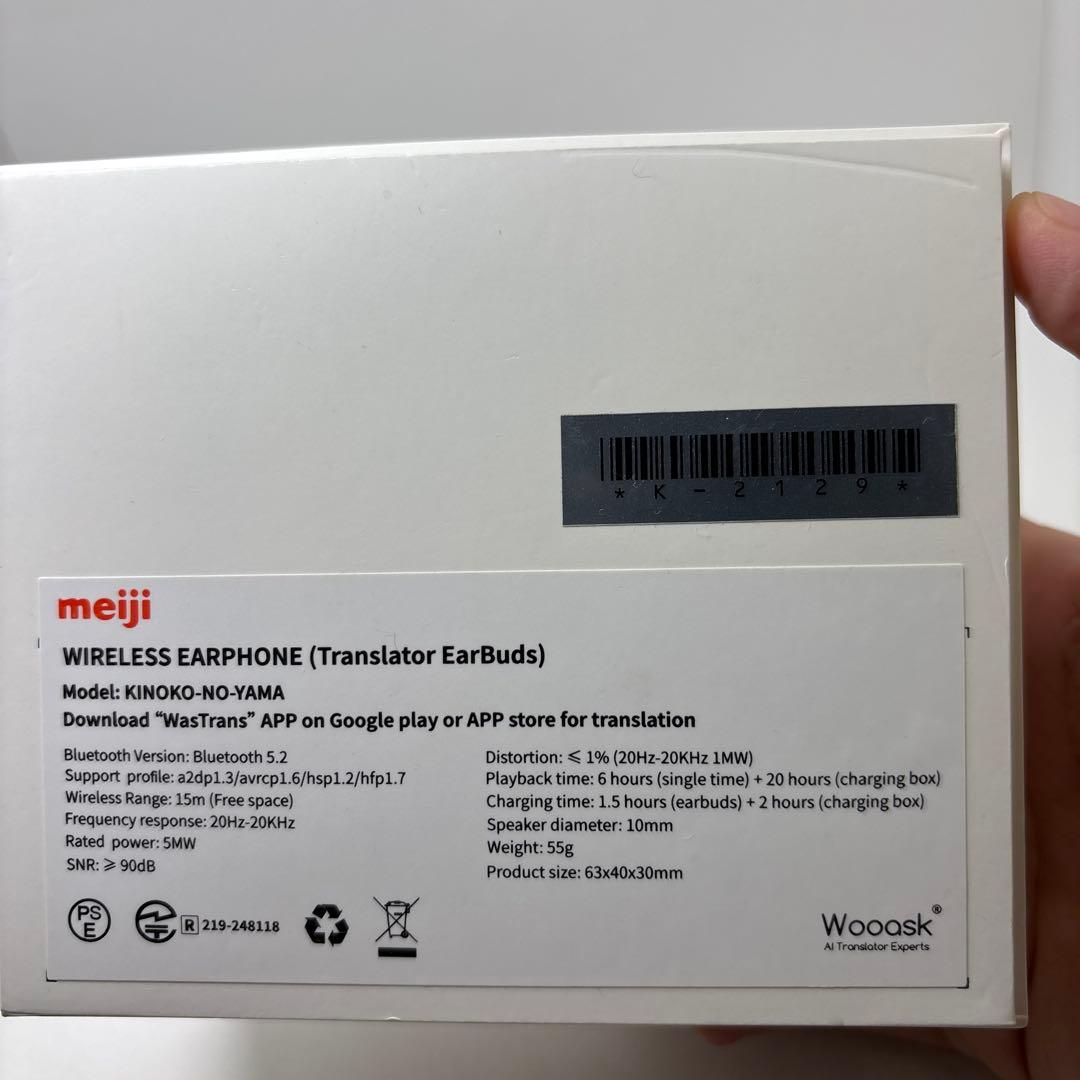 *K-2129*
meiji
WIRELESS EARPHONE (Translator EarBuds)
Model: KINOKO-NO-YAMA
Download “WasTrans” APP on Google play or APP store for translation
Bluetooth Version: Bluetooth 5.2
Support profile: a2dp1.3/avrcp1.6/hsp1.2/hfp1.7
Wireless Range: 15m (Free space)
Frequency response: 20Hz-20KHz
Rated power: 5MW
SNR: ≥ 90dB
Distortion: ≤ 1% (20Hz-20KHz 1MW)
Playback time: 6 hours (single time) + 20 hours (charging box)
Charging time: 1.5 hours (earbuds) + 2 hours (charging box)
Speaker diameter: 10mm
Weight: 55g
Product size: 63x40x30mm
PS
E
R 219-248118
Wooask®
AI Translator Experts